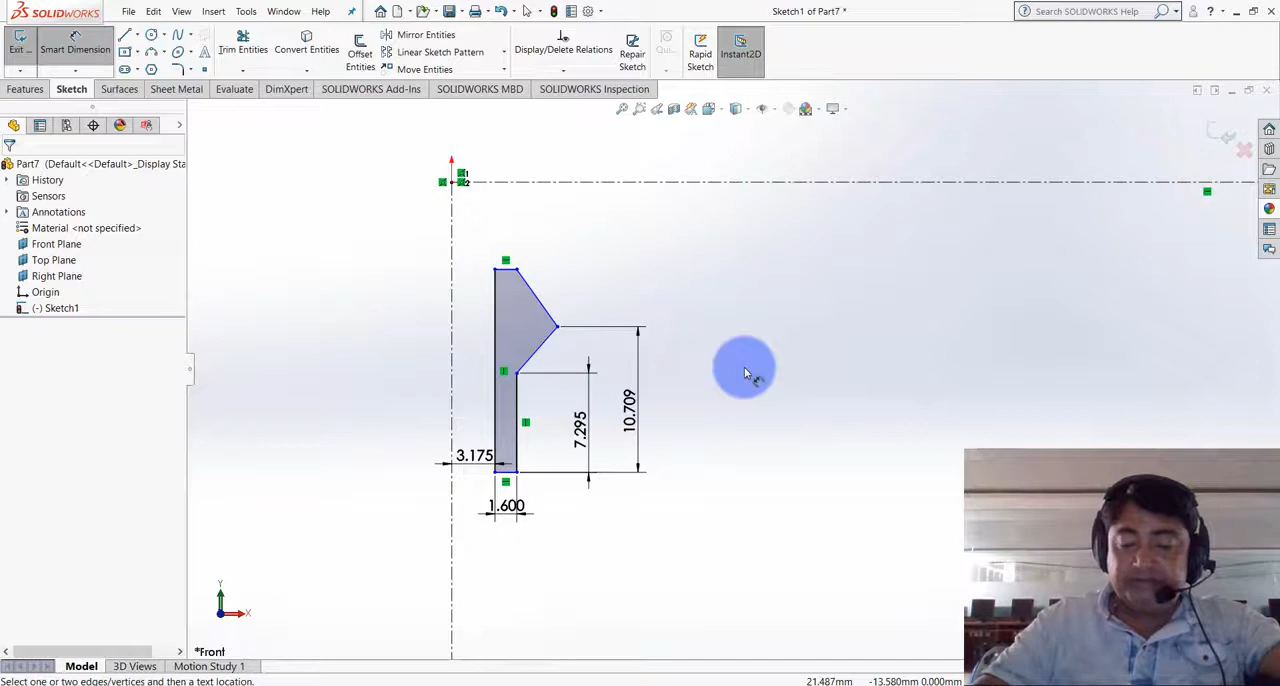 SOLIDWORKS File Edit View Insert Tools Window Help Sketch1 of Part7 * Search SOLIDWORKS Help
Exit ... Smart Dimension Trim Entities Convert Entities Offset Entities Mirror Entities Linear Sketch Pattern Move Entities Display/Delete Relations Repair Sketch Qui... Rapid Sketch Instant2D
Features Sketch Surfaces Sheet Metal Evaluate DimXpert SOLIDWORKS Add-Ins SOLIDWORKS MBD SOLIDWORKS Inspection
Part7 (Default<<Default>_Display Sta
History
Sensors
Annotations
Material <not specified>
Front Plane
Top Plane
Right Plane
Origin
(-) Sketch1
1
2
10.709
7.295
3.175
1.600
Y
X
*Front
Model 3D Views Motion Study 1
Select one or two edges/vertices and then a text location. 21.487mm -13.580mm 0.000mm